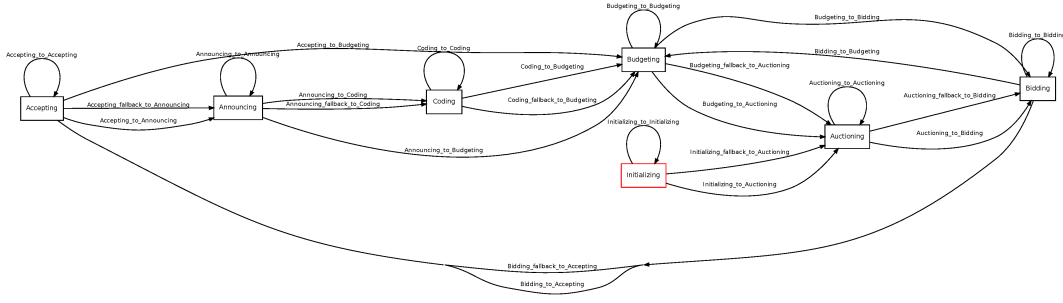 Budgeting_to_Budgeting
Budgeting_to_Bidding
Bidding_to_Bidding
Accepting_to_Accepting
Announcing_to_Announcing
Accepting_to_Budgeting
Coding_to_Coding
Bidding_to_Budgeting
Budgeting
Coding_to_Budgeting
Budgeting_fallback_to_Auctioning
Auctioning_to_Auctioning
Bidding
Accepting
Accepting_fallback_to_Announcing
Accepting_to_Announcing
Announcing
Announcing_to_Coding
Announcing_fallback_to_Coding
Coding
Coding_fallback_to_Budgeting
Budgeting_to_Auctioning
Auctioning_fallback_to_Bidding
Initializing_to_Initializing
Auctioning
Auctioning_to_Bidding
Announcing_to_Budgeting
Initializing_fallback_to_Auctioning
Initializing
Initializing_to_Auctioning
Bidding_fallback_to_Accepting
Bidding_to_Accepting